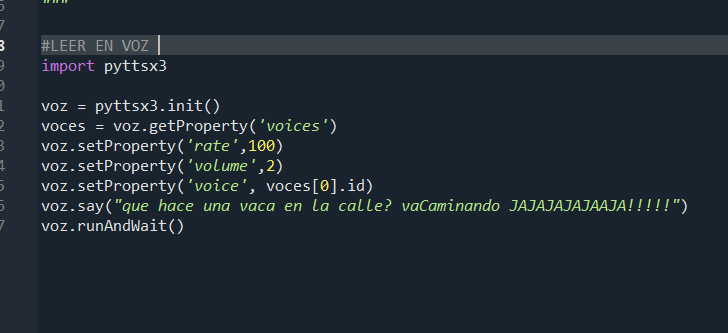 """
#LEER EN VOZ
import pyttsx3
voz = pyttsx3.init()
voces = voz.getProperty('voices')
voz.setProperty('rate',100)
voz.setProperty('volume',2)
voz.setProperty('voice', voces[0].id)
voz.say("que hace una vaca en la calle? vaCaminando JAJAJAJAJAAJA!!!!!")
voz.runAndWait()